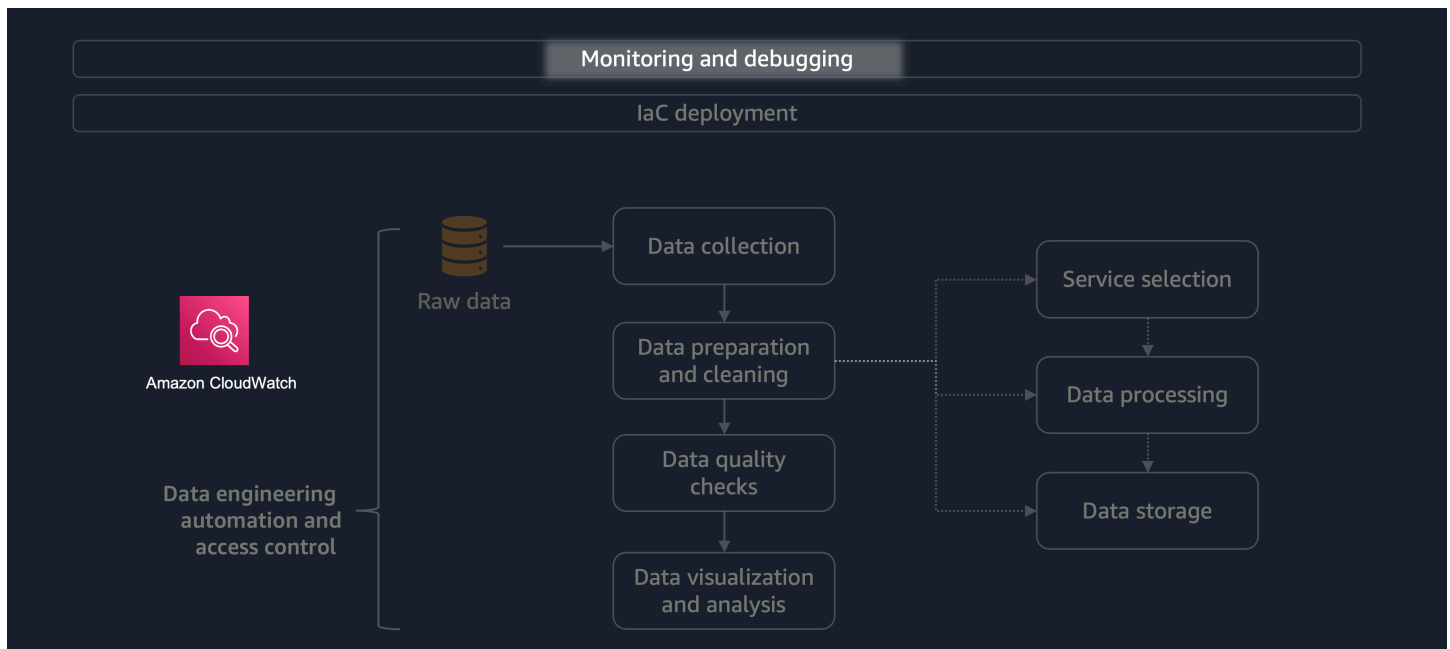 Monitoring and debugging
IaC deployment
Raw data
Data collection
Service selection
Amazon CloudWatch
Data preparation
and cleaning
Data processing
Data quality
checks
Data engineering
automation and
access control
Data storage
Data visualization
and analysis